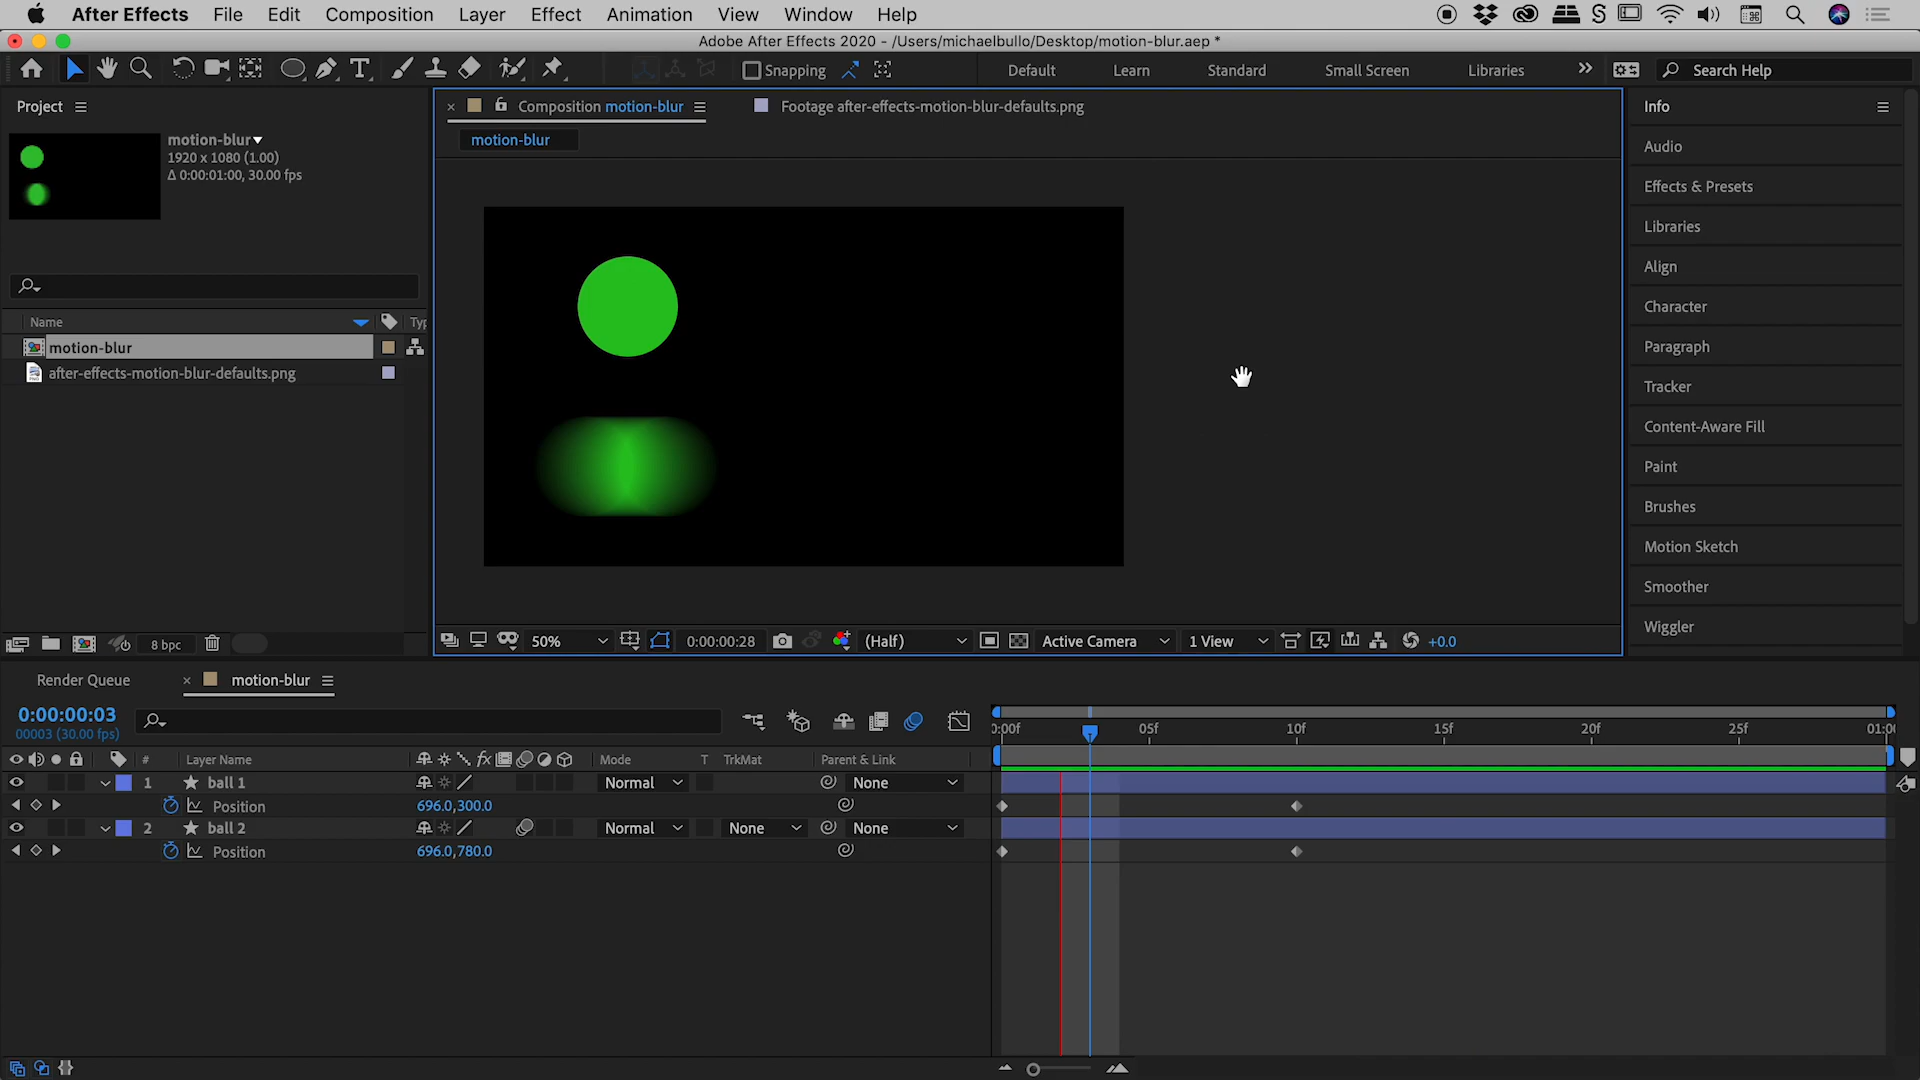 After Effects File Edit Composition Layer Effect Animation View Window Help
Adobe After Effects 2020 - /Users/michaelbullo/Desktop/motion-blur.aep *
Snapping Default Learn Standard Small Screen Libraries Search Help
Project
motion-blur
1920 x 1080 (1.00)
Δ 0:00:01:00, 30.00 fps
Name Typ
motion-blur
after-effects-motion-blur-defaults.png
8 bpc
Composition motion-blur Footage after-effects-motion-blur-defaults.png
motion-blur
50% 0:00:00:28 (Half) Active Camera 1 View +0.0
Info
Audio
Effects & Presets
Libraries
Align
Character
Paragraph
Tracker
Content-Aware Fill
Paint
Brushes
Motion Sketch
Smoother
Wiggler
Render Queue motion-blur
0:00:00:03
00003 (30.00 fps)
0:00f 05f 10f 15f 20f 25f 01:00
# Layer Name fx Mode T TrkMat Parent & Link
1 ball 1 Normal None
Position 696.0,300.0
2 ball 2 Normal None None
Position 696.0,780.0